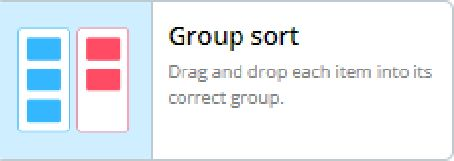 Group sort
Drag and drop each item into its
correct group.